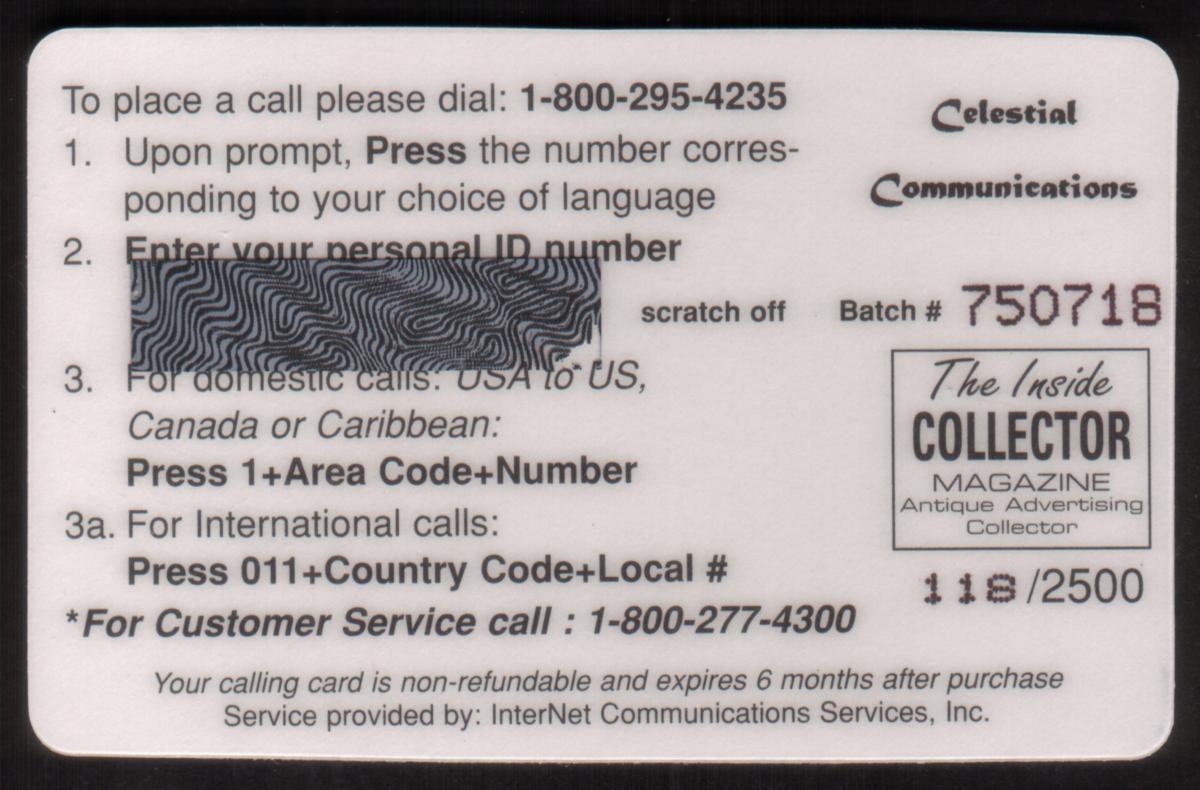 To place a call please dial: 1-800-295-4235
1. Upon prompt, Press the number corres-
ponding to your choice of language
2. Enter your personal ID number
scratch off
3. For domestic calls: USA to US,
Canada or Caribbean:
Press 1+Area Code+Number
3a. For International calls:
Press 011+Country Code+Local #
*For Customer Service call : 1-800-277-4300
Your calling card is non-refundable and expires 6 months after purchase
Service provided by: InterNet Communications Services, Inc.
Celestial
Communications
Batch # 750718
The Inside
COLLECTOR
MAGAZINE
Antique Advertising
Collector
118/2500